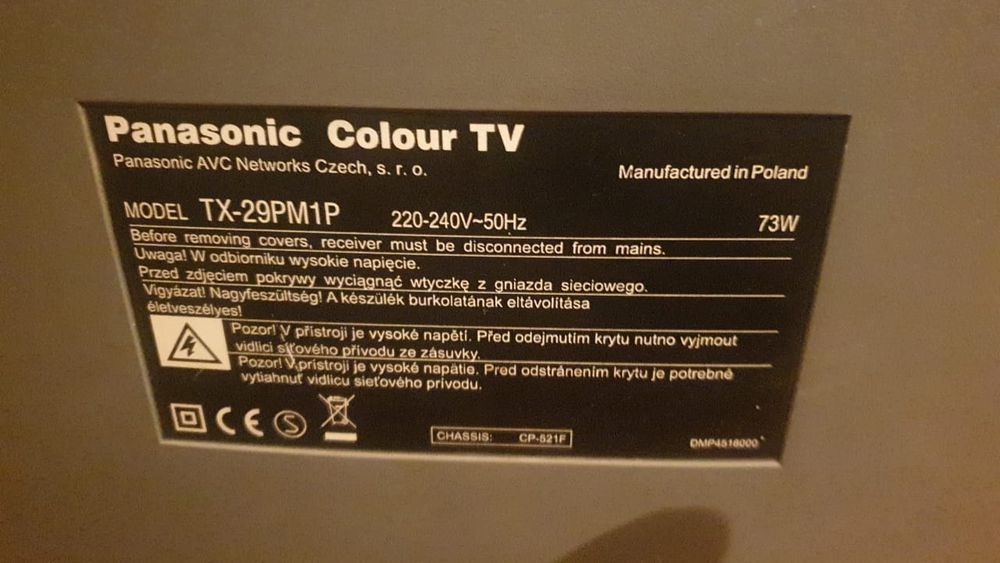 Panasonic Colour TV
Panasonic AVC Networks Czech, s. r. o.
Manufactured in Poland
MODEL TX-29PM1P 220-240V~50Hz 73W
Before removing covers, receiver must be disconnected from mains.
Uwaga! W odbiorniku wysokie napięcie.
Przed zdjęciem pokrywy wyciągnąć wtyczkę z gniazda sieciowego.
Vigyázat! Nagyfeszültség! A készülék burkolatának eltávolítása
életveszélyes!
Pozor! V přístroji je vysoké napětí. Před odejmutím krytu nutno vyjmout
vidlici síťového přívodu ze zásuvky.
Pozor! V prístroji je vysoké napätie. Pred odstránením krytu je potrebné
vytiahnuť vidlicu sieťového prívodu.
CE S
CHASSIS: CP-521F
DMP4518000